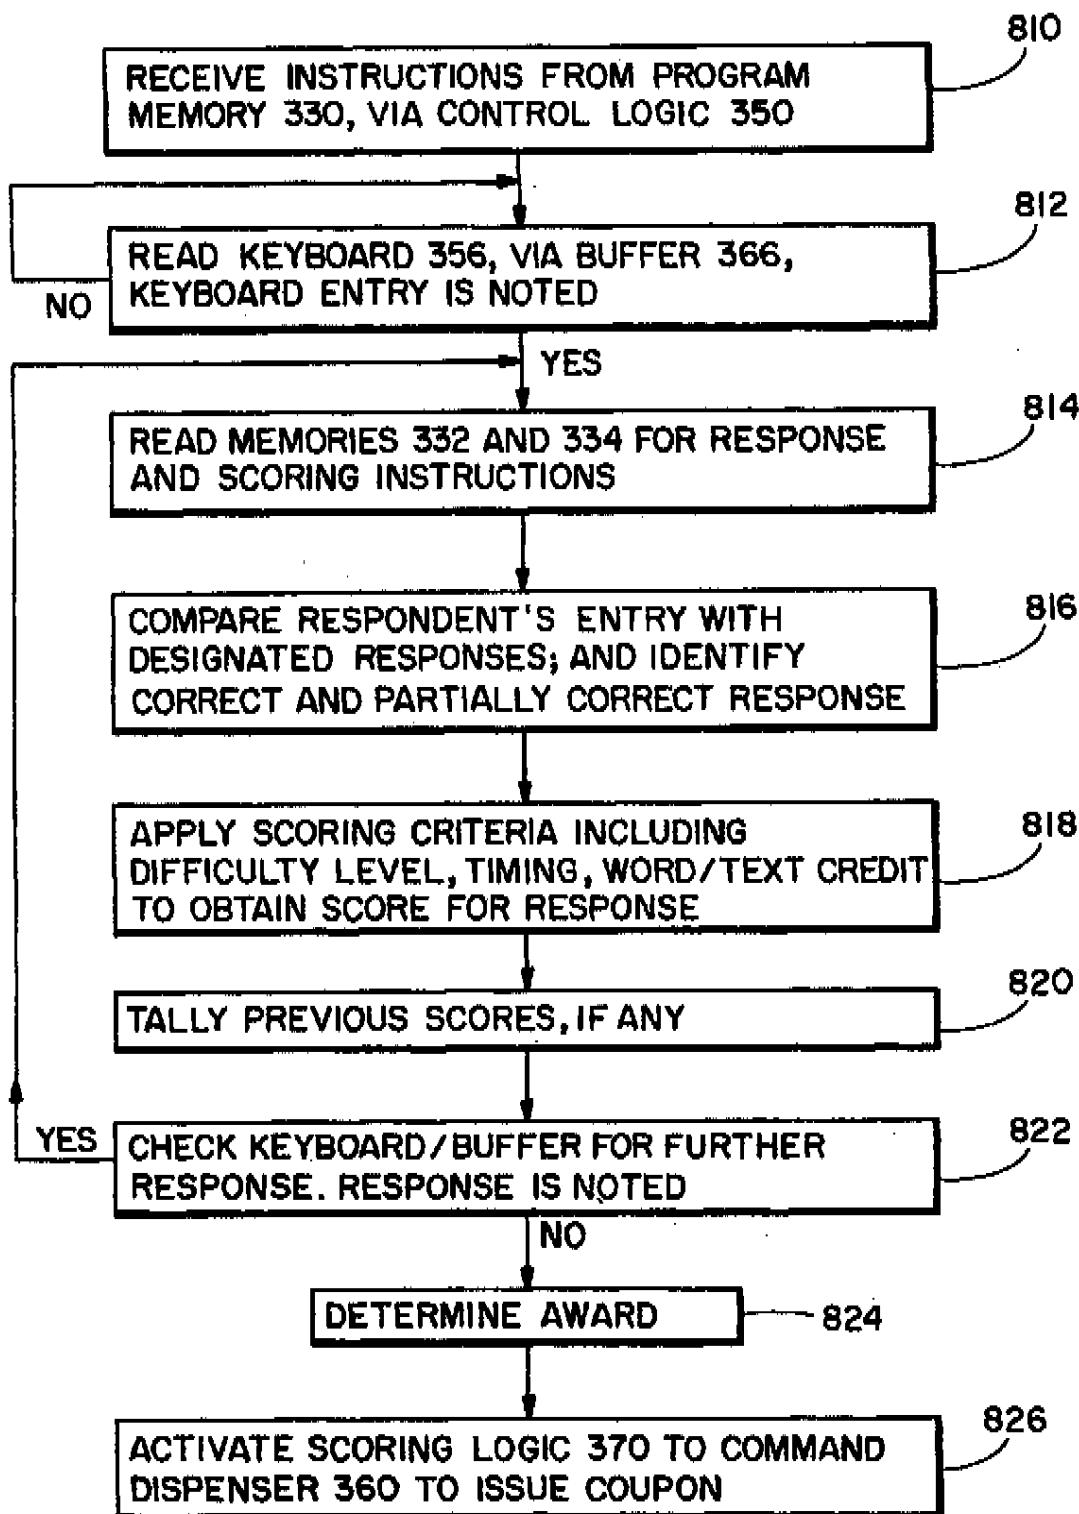 810
RECEIVE INSTRUCTIONS FROM PROGRAM
MEMORY 330, VIA CONTROL LOGIC 350
812
READ KEYBOARD 356, VIA BUFFER 366,
KEYBOARD ENTRY IS NOTED
NO
YES
814
READ MEMORIES 332 AND 334 FOR RESPONSE
AND SCORING INSTRUCTIONS
816
COMPARE RESPONDENT'S ENTRY WITH
DESIGNATED RESPONSES; AND IDENTIFY
CORRECT AND PARTIALLY CORRECT RESPONSE
818
APPLY SCORING CRITERIA INCLUDING
DIFFICULTY LEVEL, TIMING, WORD/TEXT CREDIT
TO OBTAIN SCORE FOR RESPONSE
820
TALLY PREVIOUS SCORES, IF ANY
YES
822
CHECK KEYBOARD/BUFFER FOR FURTHER
RESPONSE. RESPONSE IS NOTED
NO
DETERMINE AWARD
824
826
ACTIVATE SCORING LOGIC 370 TO COMMAND
DISPENSER 360 TO ISSUE COUPON